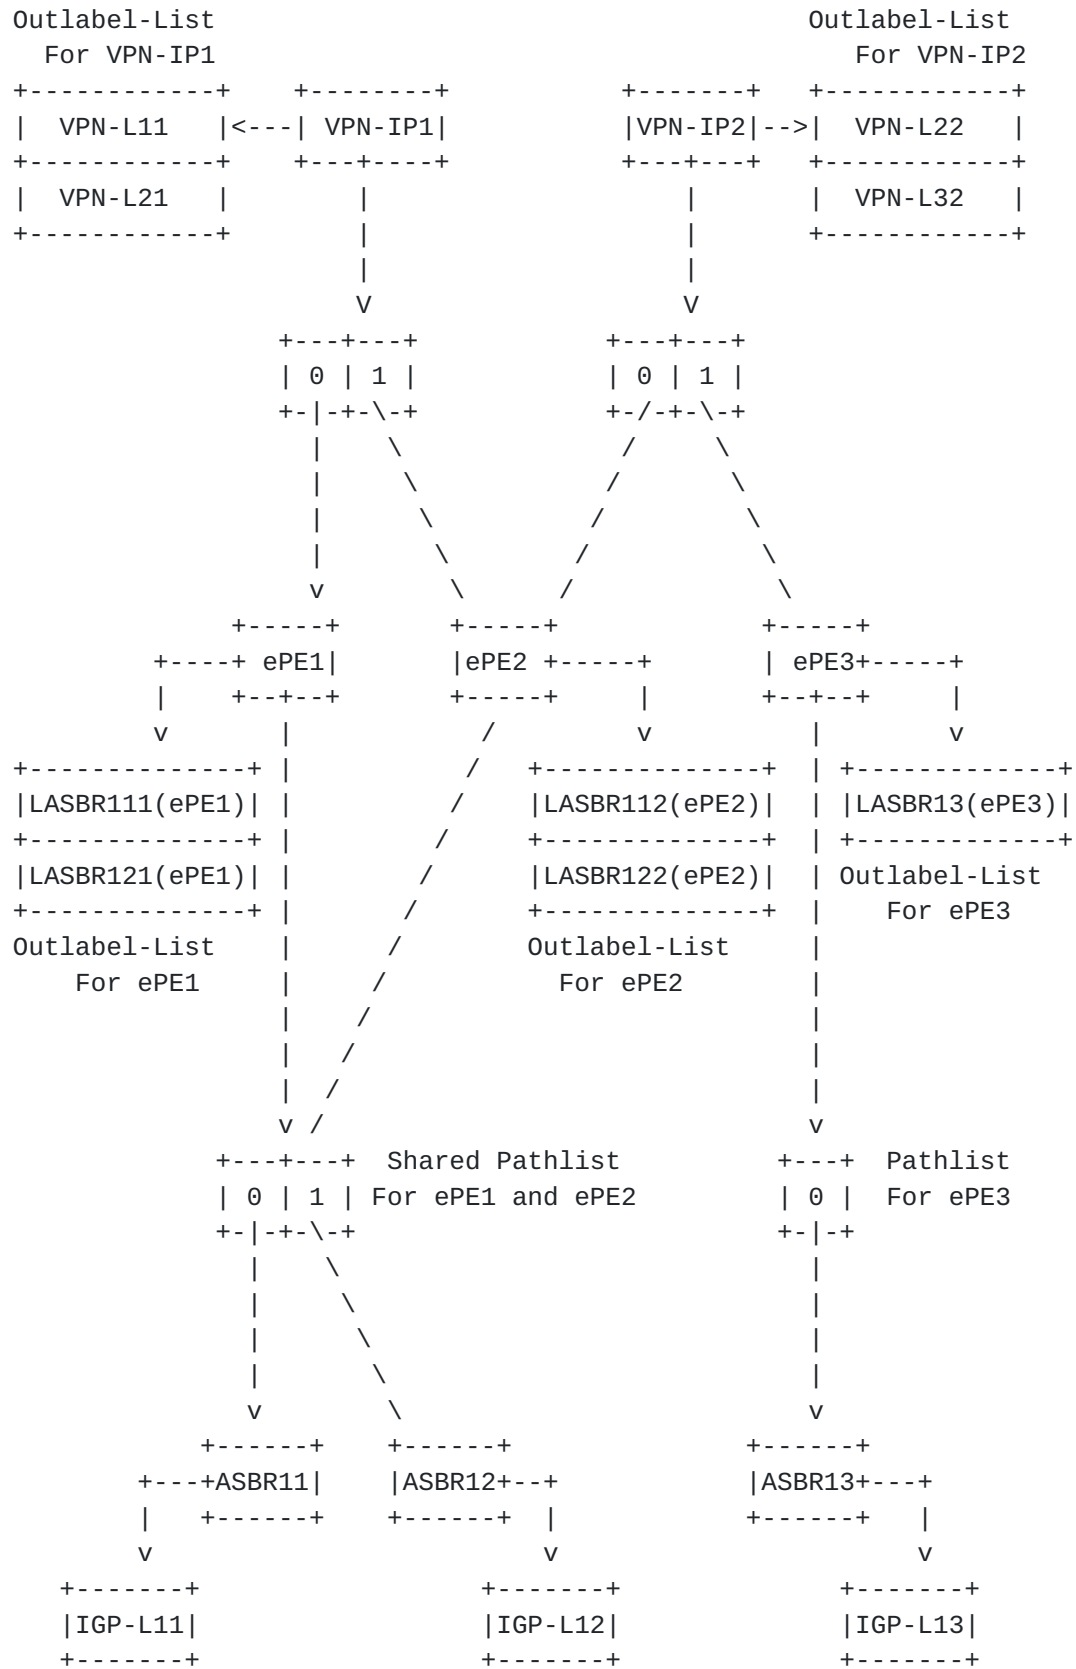 Outlabel-List                                      Outlabel-List
  For VPN-IP1                                         For VPN-IP2
+------------+    +--------+           +-------+   +------------+
|  VPN-L11   |<---| VPN-IP1|           |VPN-IP2|-->|  VPN-L22   |
+------------+    +---+----+           +---+---+   +------------+
|  VPN-L21   |        |                    |       |  VPN-L32   |
+------------+        |                    |       +------------+
                      |                    |
                      V                    V
                 +---+---+            +---+---+
                 | 0 | 1 |            | 0 | 1 |
                 +-|-+-\-+            +-/-+-\-+
                   |    \              /     \
                   |     \            /       \
                   |      \          /         \
                   |       \        /           \
                   v        \      /             \
              +-----+       +-----+             +-----+
         +----+ ePE1|       |ePE2 +-----+       | ePE3+-----+
         |    +--+--+       +-----+     |       +--+--+     |
         v       |            /         v          |        v
+--------------+ |           /   +---------------+  | +-------------+
|LASBR111(ePE1)| |          /    |LASBR112(ePE2)|  | |LASBR13(ePE3)|
+--------------+ |         /     +---------------+  | +-------------+
|LASBR121(ePE1)| |        /      |LASBR122(ePE2)|  | Outlabel-List
+--------------+ |       /       +---------------+  |    For ePE3
Outlabel-List    |      /        Outlabel-List     |
    For ePE1     |     /           For ePE2        |
                 |    /                            |
                 |   /                             |
                 |  /                              |
                 v /                               v
             +---+---+  Shared Pathlist          +---+  Pathlist
             | 0 | 1 | For ePE1 and ePE2         | 0 |  For ePE3
             +-|-+-\-+                           +-|-+
               |    \                              |
               |     \                             |
               |      \                            |
               |       \                           |
               v        \                          v
            +------+    +------+               +------+
        +---+ASBR11|    |ASBR12+--+            |ASBR13+---+
        |   +------+    +------+  |            +------+   |
        v                         v                       v
   +-------+                  +-------+              +-------+
   |IGP-L11|                  |IGP-L12|              |IGP-L13|
   +-------+                  +-------+              +-------+